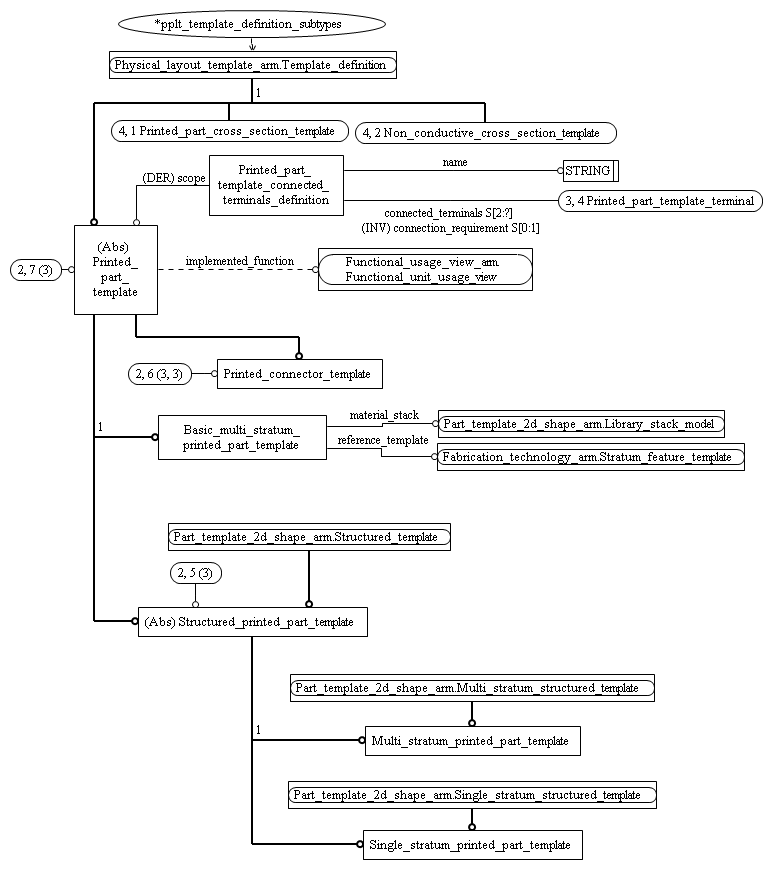 *pplt_template_definition_subtypes
Physical_layout_template_arm.Template_definition
1
4, 1 Printed_part_cross_section_template
4, 2 Non_conductive_cross_section_template
(DER) scope
Printed_part_
template_connected_
terminals_definition
name
STRING
3, 4 Printed_part_template_terminal
connected_terminals S[2:?]
(INV) connection_requirement S[0:1]
(Abs)
Printed_
part_
template
2, 7 (3)
implemented_function
Functional_usage_view_arm
Functional_unit_usage_view
2, 6 (3, 3)
Printed_connector_template
1
Basic_multi_stratum_
printed_part_template
material_stack
Part_template_2d_shape_arm.Library_stack_model
reference_template
Fabrication_technology_arm.Stratum_feature_template
Part_template_2d_shape_arm.Structured_template
2, 5 (3)
(Abs) Structured_printed_part_template
Part_template_2d_shape_arm.Multi_stratum_structured_template
1
Multi_stratum_printed_part_template
Part_template_2d_shape_arm.Single_stratum_structured_template
Single_stratum_printed_part_template